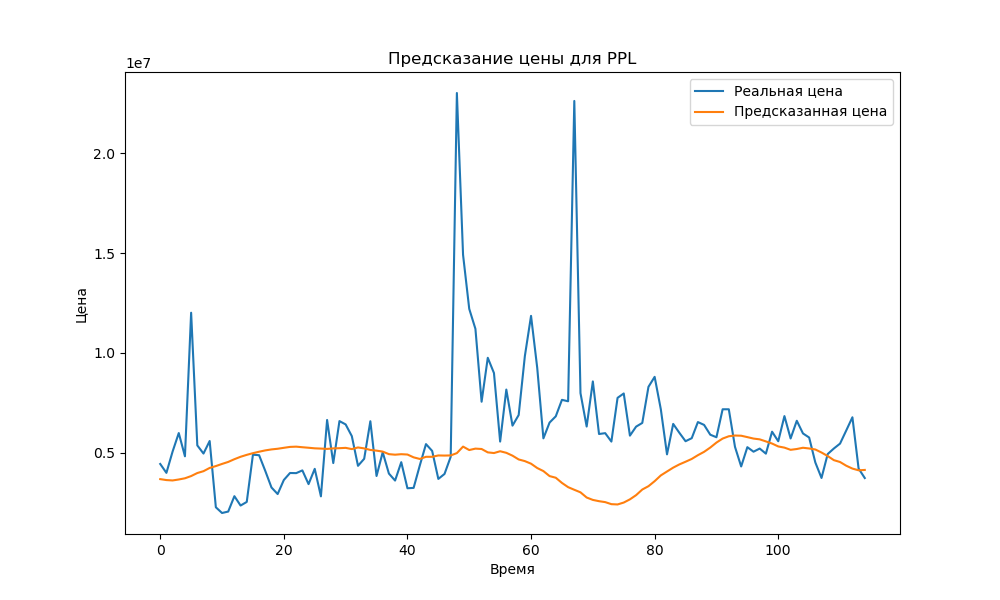 Предсказание цены для PPL
1e7
Реальная цена
Предсказанная цена
2.0
1.5
1.0
0.5
Цена
0 20 40 60 80 100
Время